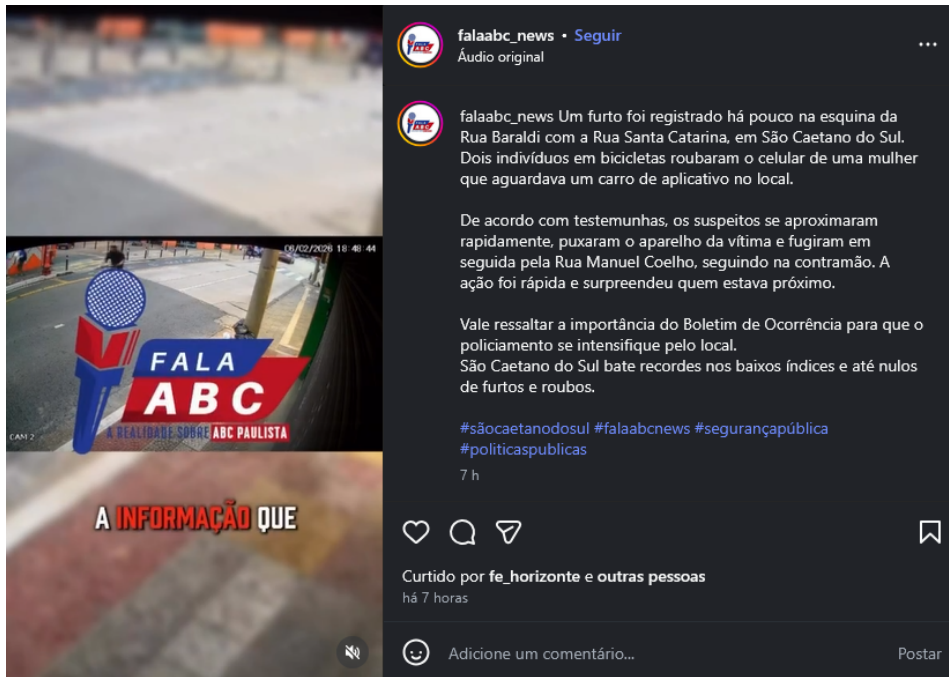 06/02/2026 18:48:44
FALA
ABC
A REALIDADE SOBRE ABC PAULISTA
CAM 2
A INFORMAÇÃO QUE
falaabc_news • Seguir
Áudio original
falaabc_news Um furto foi registrado há pouco na esquina da
Rua Baraldi com a Rua Santa Catarina, em São Caetano do Sul.
Dois indivíduos em bicicletas roubaram o celular de uma mulher
que aguardava um carro de aplicativo no local.
De acordo com testemunhas, os suspeitos se aproximaram
rapidamente, puxaram o aparelho da vítima e fugiram em
seguida pela Rua Manuel Coelho, seguindo na contramão. A
ação foi rápida e surpreendeu quem estava próximo.
Vale ressaltar a importância do Boletim de Ocorrência para que o
policiamento se intensifique pelo local.
São Caetano do Sul bate recordes nos baixos índices e até nulos
de furtos e roubos.
#sãocaetanodosul #falaabcnews #segurançapública
#politicaspublicas
7 h
Curtido por fe_horizonte e outras pessoas
há 7 horas
Adicione um comentário...
Postar